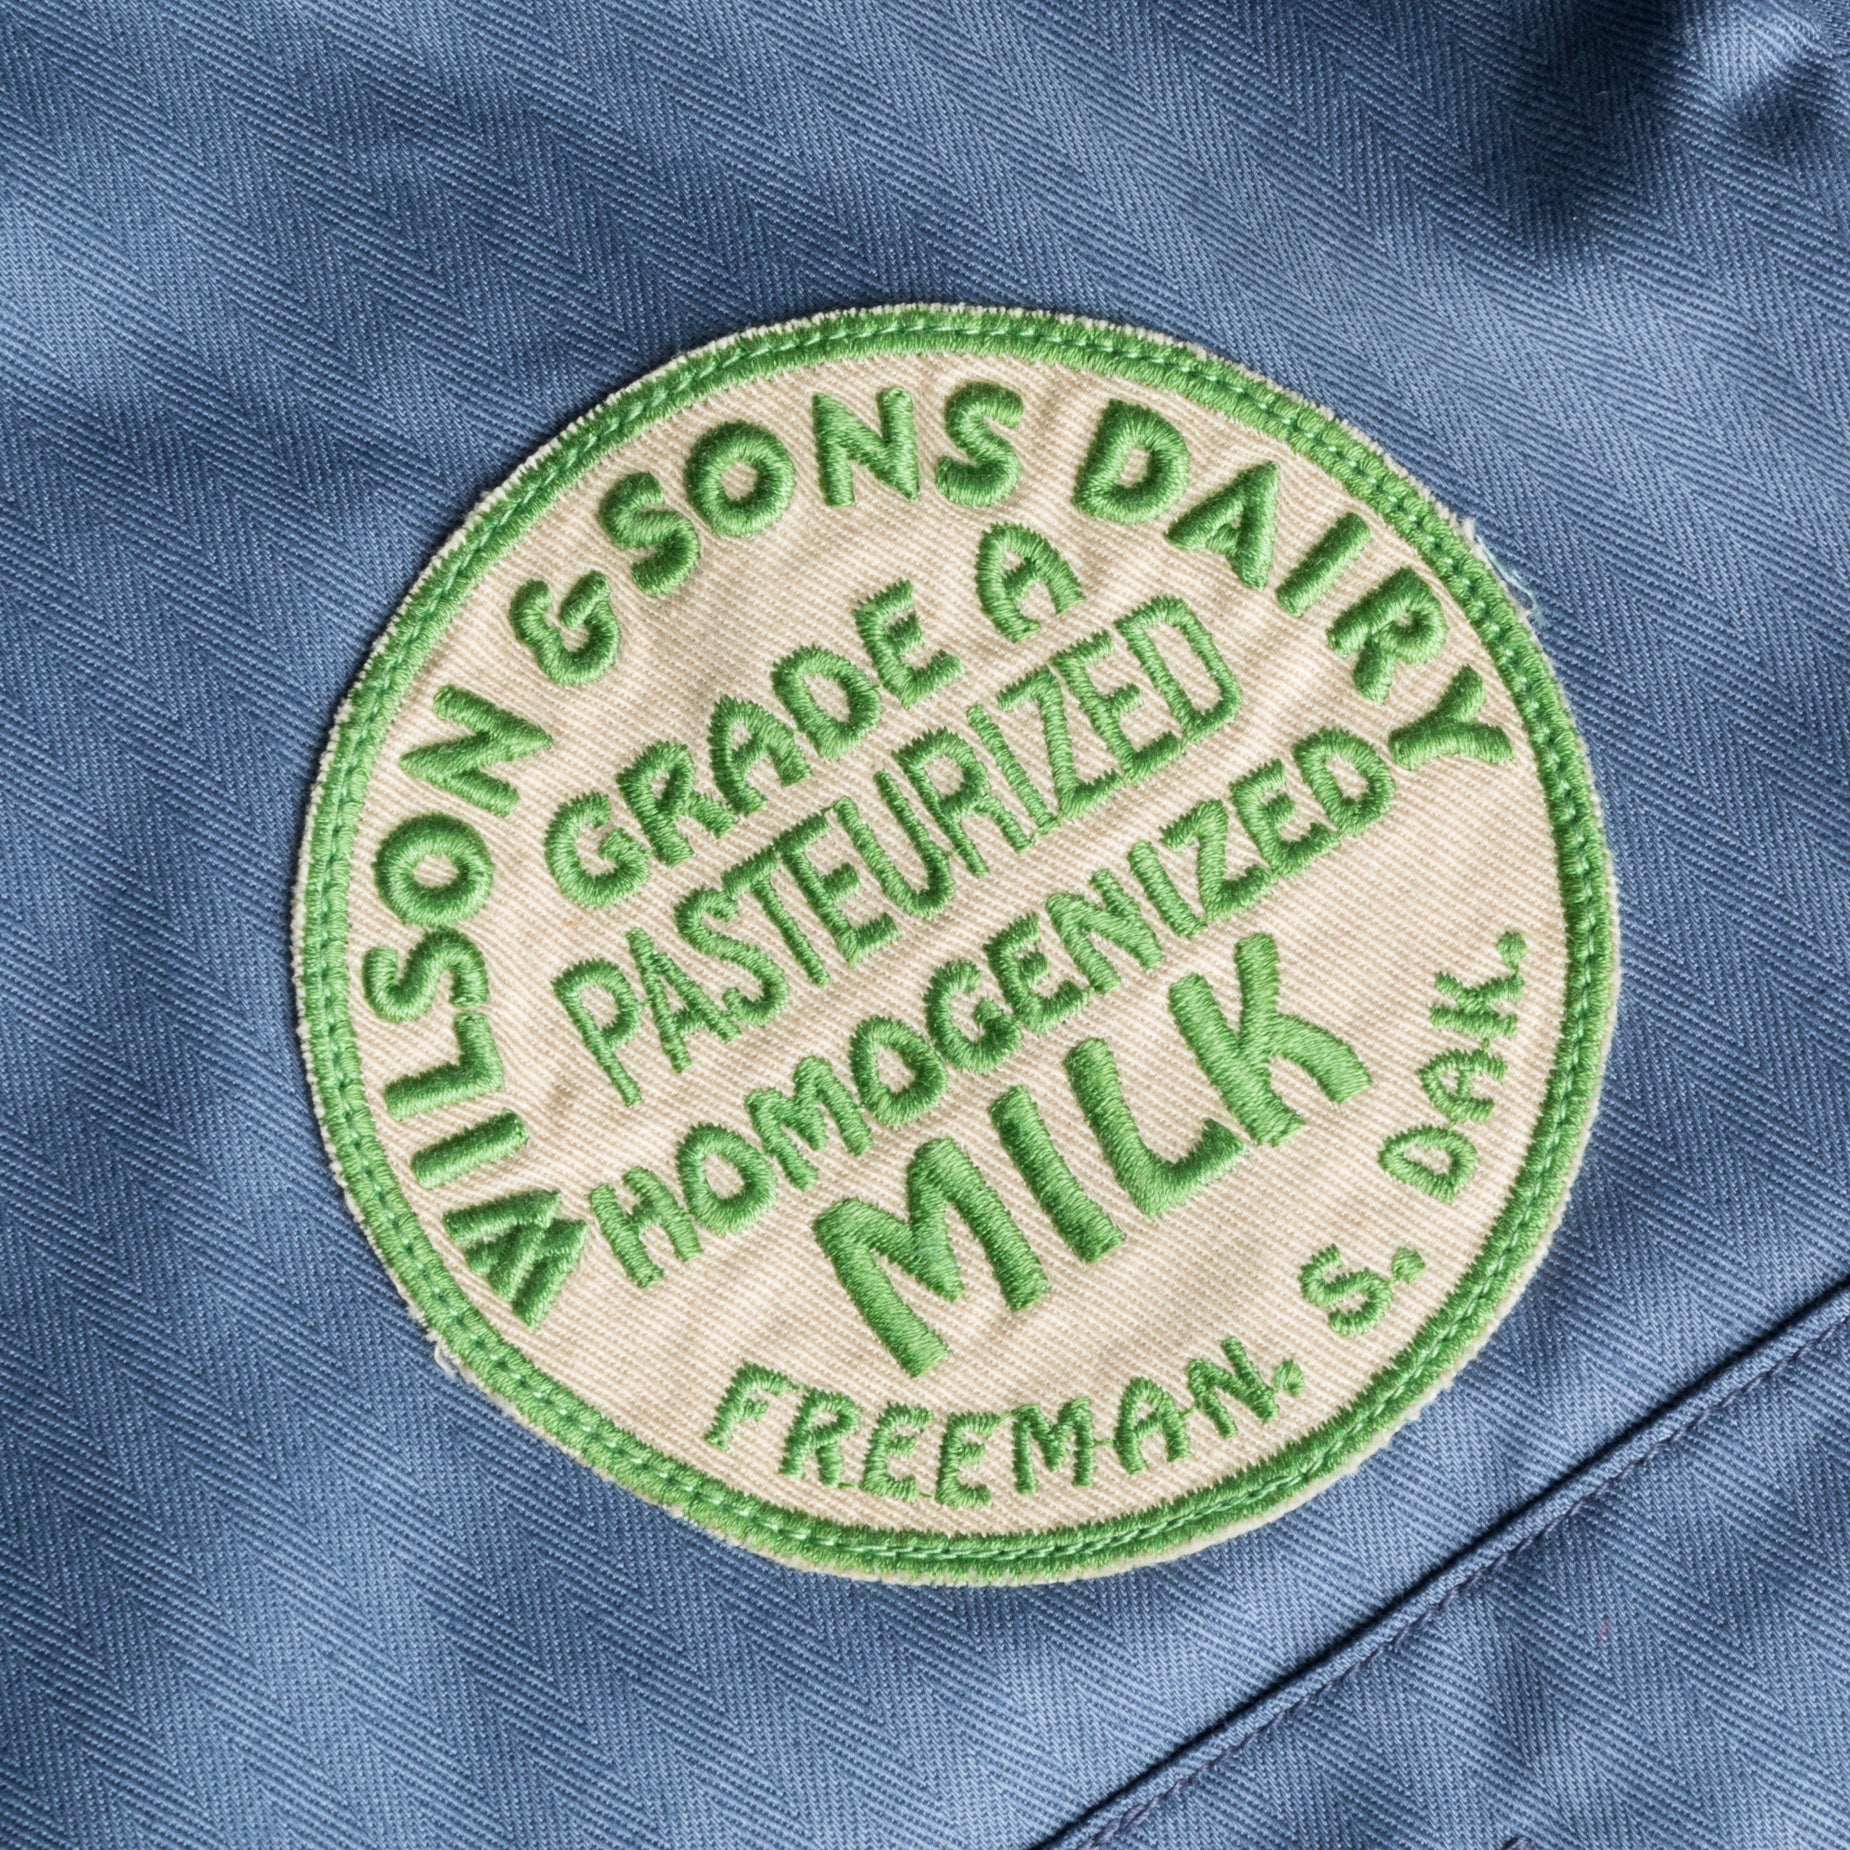 WILSON & SONS DAIRY
GRADE A
PASTEURIZED
HOMOGENIZED
MILK
FREEMAN, S. DAK.